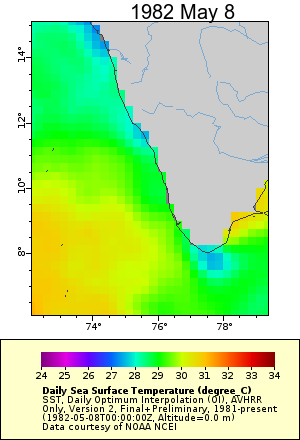 1982 May 8
14°
12°
10°
8°
74° 76° 78°
24 25 26 27 28 29 30 31 32 33 34
Daily Sea Surface Temperature (degree_C)
SST, Daily Optimum Interpolation (OI), AVHRR
Only, Version 2, Final+Preliminary, 1981-present
(1982-05-08T00:00:00Z, Altitude=0.0 m)
Data courtesy of NOAA NCEI